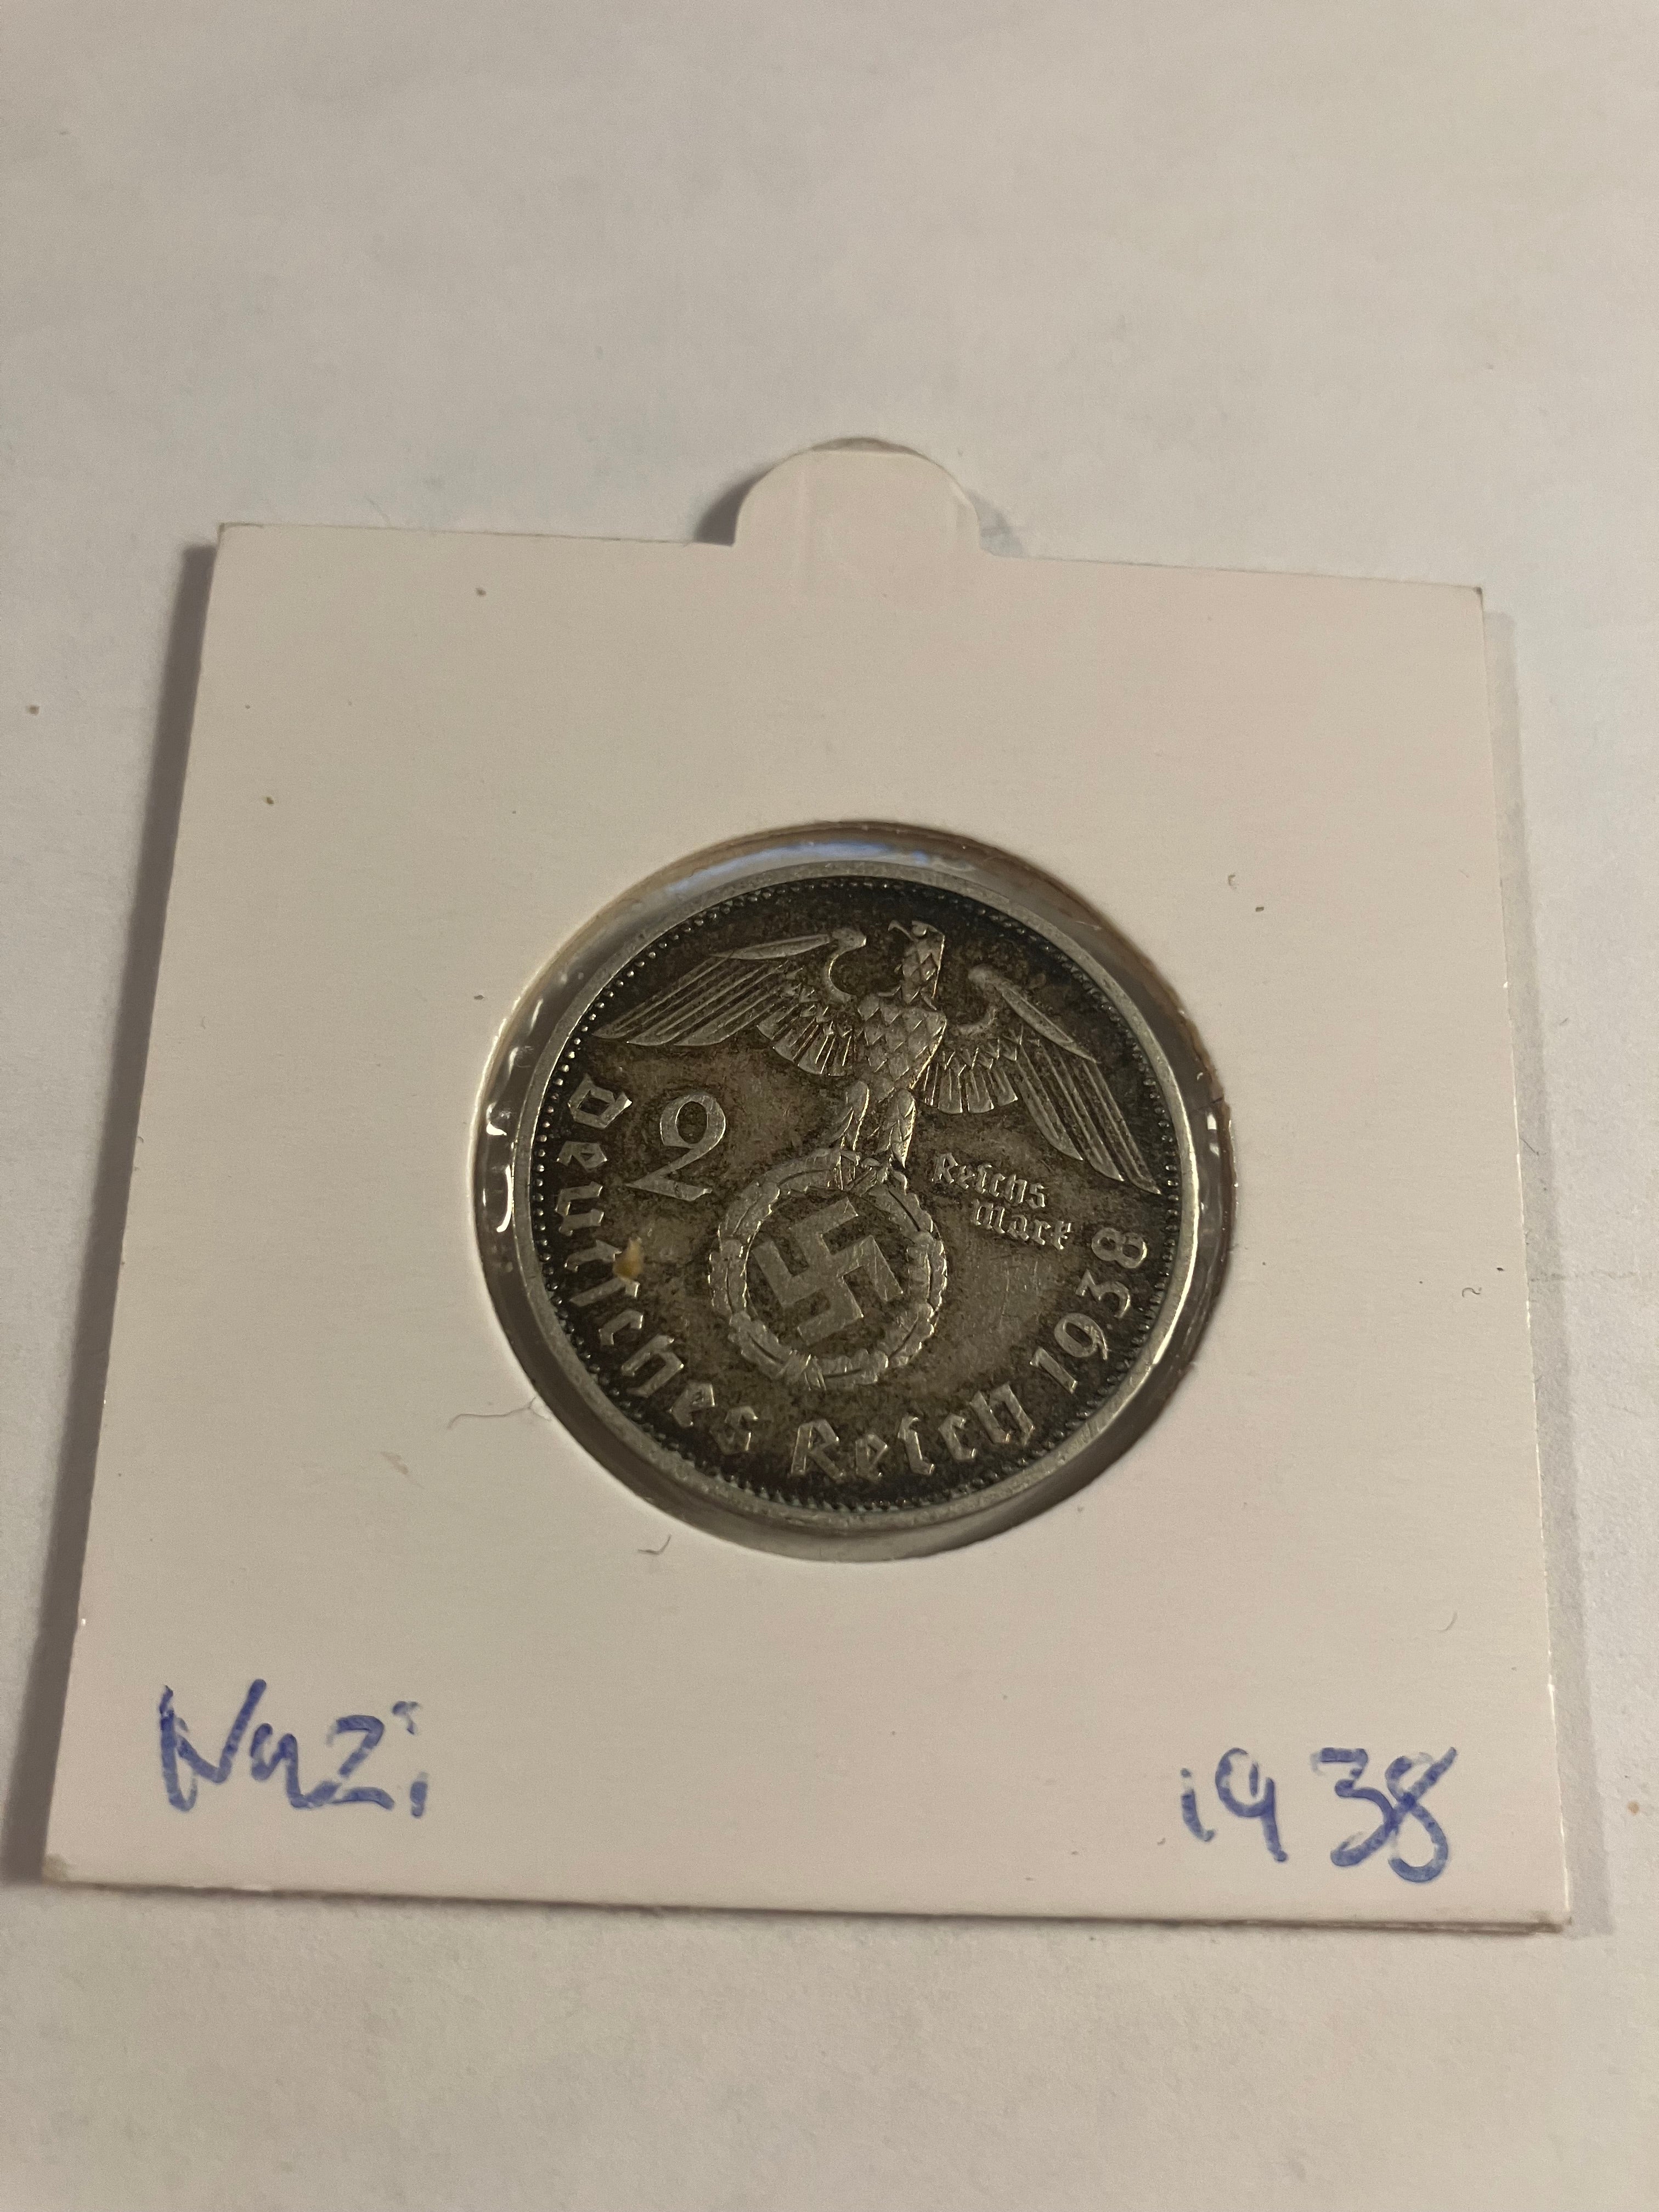 2
Reichs
Mark
Deutsches Reich 1938
Nazi
1938